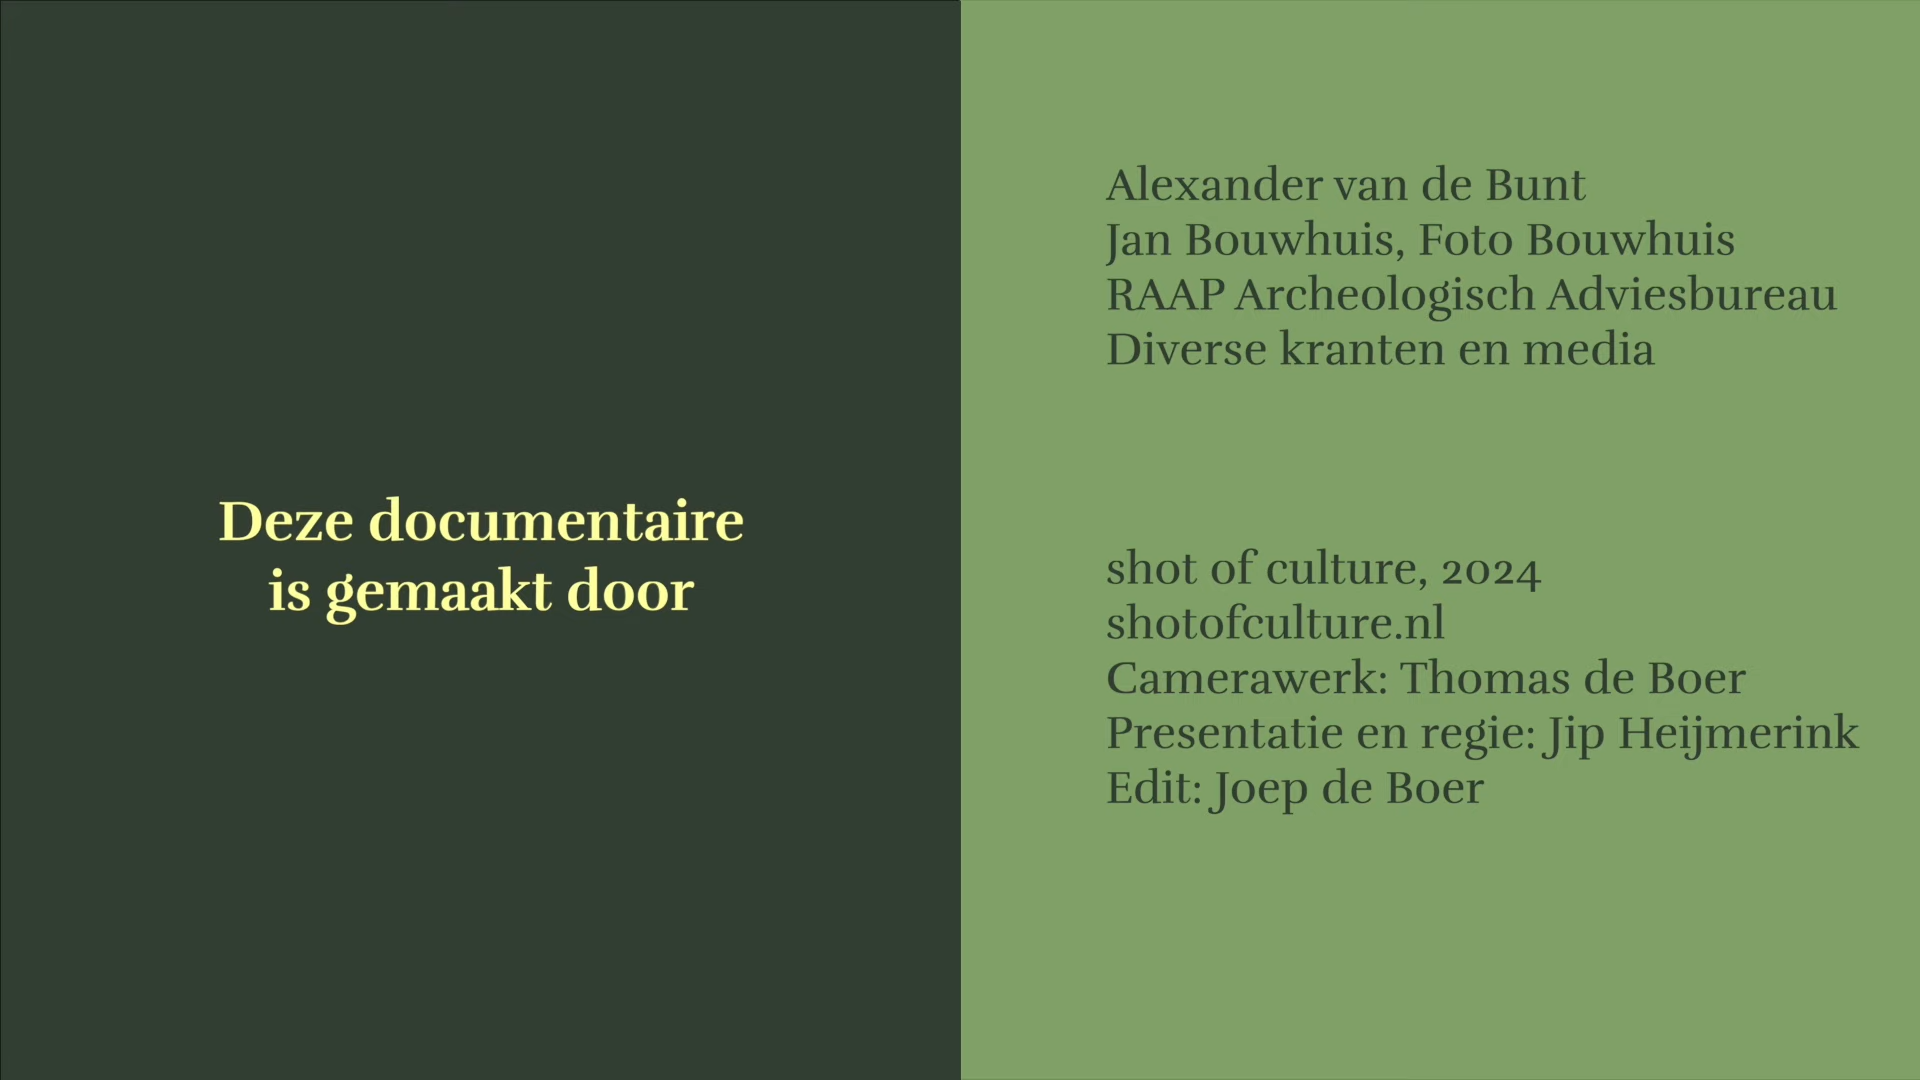 Deze documentaire
is gemaakt door
Alexander van de Bunt
Jan Bouwhuis, Foto Bouwhuis
RAAP Archeologisch Adviesbureau
Diverse kranten en media
shot of culture, 2024
shotofculture.nl
Camerawerk: Thomas de Boer
Presentatie en regie: Jip Heijmerink
Edit: Joep de Boer